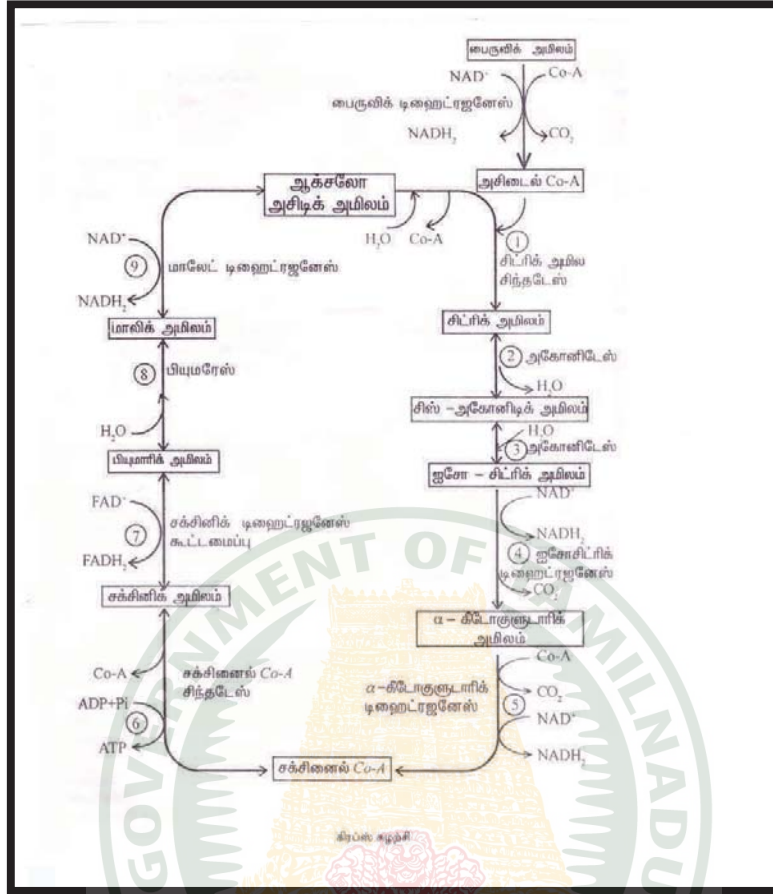 பைருவிக் அமிலம்
NAD⁺ Co-A
பைருவிக் டிஹைட்ரஜனேஸ்
NADH₂ CO₂
அசிடைல் Co-A
ஆக்சலோ
அசிடிக் அமிலம்
H₂O Co-A
1
சிட்ரிக் அமில
சிந்தடேஸ்
சிட்ரிக் அமிலம்
2 அகோனிடேஸ்
H₂O
சிஸ் – அகோனிடிக் அமிலம்
H₂O
3 அகோனிடேஸ்
ஐசோ – சிட்ரிக் அமிலம்
NAD⁺
NADH₂
4 ஐசோசிட்ரிக்
டிஹைட்ரஜனேஸ்
CO₂
α – கீடோகுளுடாரிக்
அமிலம்
Co-A
α–கீடோகுளுடாரிக்
டிஹைட்ரஜனேஸ்
CO₂
5
NAD⁺
NADH₂
சக்சினைல் Co-A
சக்சினைல் Co-A
சிந்தடேஸ்
Co-A
ADP+Pi
6
ATP
சக்சினிக் அமிலம்
FAD⁺
7
சக்சினிக் டிஹைட்ரஜனேஸ்
கூட்டமைப்பு
FADH₂
பியுமாரிக் அமிலம்
H₂O
8 பியுமரேஸ்
மாலிக் அமிலம்
NAD⁺
9 மாலேட் டிஹைட்ரஜனேஸ்
NADH₂
கிரப்ஸ் சுழற்சி
GOVERNMENT OF TAMILNADU